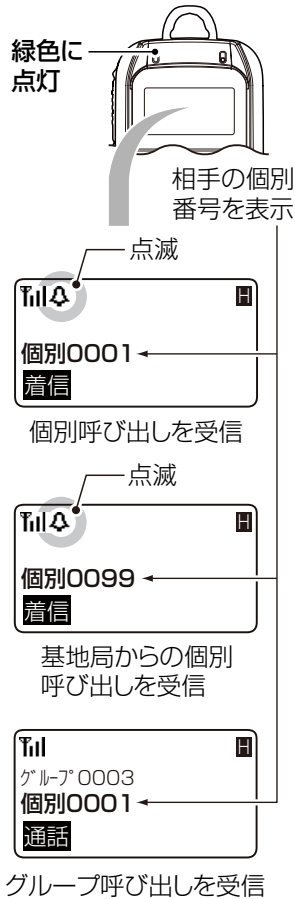 緑色に
点灯
相手の個別
番号を表示
点滅
H
個別0001
着信
個別呼び出しを受信
点滅
H
個別0099
着信
基地局からの個別
呼び出しを受信
H
ｸﾞﾙｰﾌﾟ0003
個別0001
通話
グループ呼び出しを受信